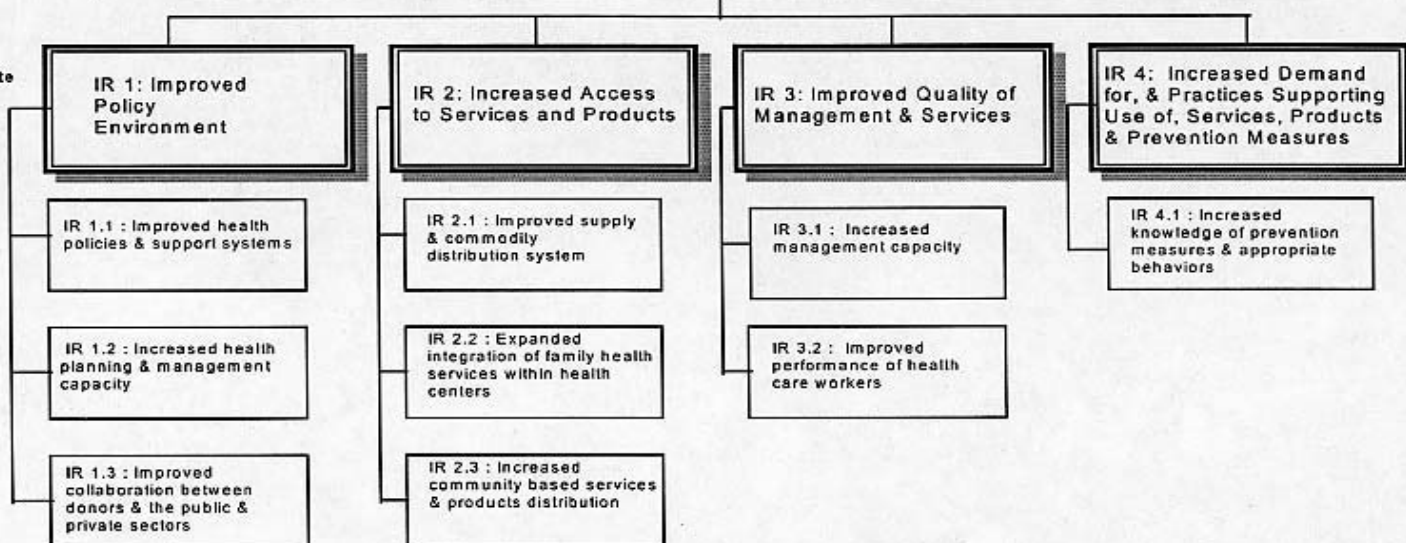 te
IR 1: Improved
Policy
Environment
IR 2: Increased Access
to Services and Products
IR 3: Improved Quality of
Management & Services
IR 4: Increased Demand
for, & Practices Supporting
Use of, Services, Products
& Prevention Measures
IR 1.1 : Improved health
policies & support systems
IR 2.1 : Improved supply
& commodity
distribution system
IR 3.1 : Increased
management capacity
IR 4.1 : Increased
knowledge of prevention
measures & appropriate
behaviors
IR 1.2 : Increased health
planning & management
capacity
IR 2.2 : Expanded
integration of family health
services within health
centers
IR 3.2 : Improved
performance of health
care workers
IR 1.3 : Improved
collaboration between
donors & the public &
private sectors
IR 2.3 : Increased
community based services
& products distribution